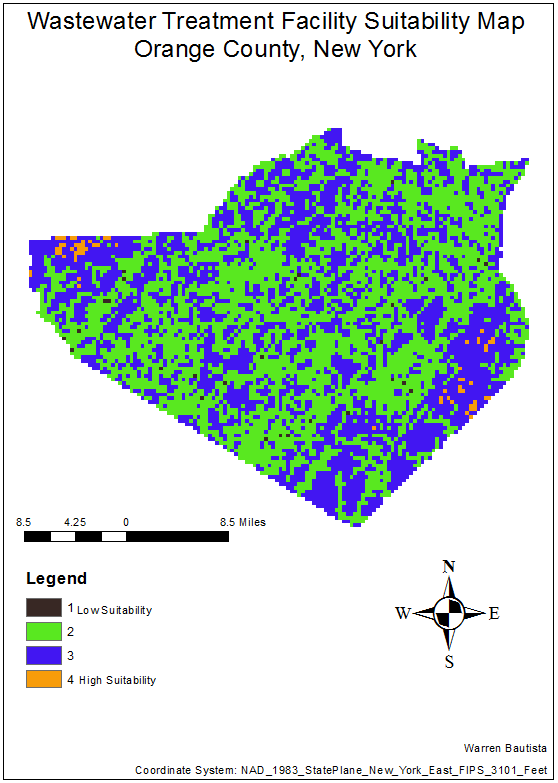 Wastewater Treatment Facility Suitability Map
Orange County, New York
8.5 4.25 0 8.5 Miles
Legend
1 Low Suitability
2
3
4 High Suitability
N
W E
S
Warren Bautista
Coordinate System: NAD_1983_StatePlane_New_York_East_FIPS_3101_Feet